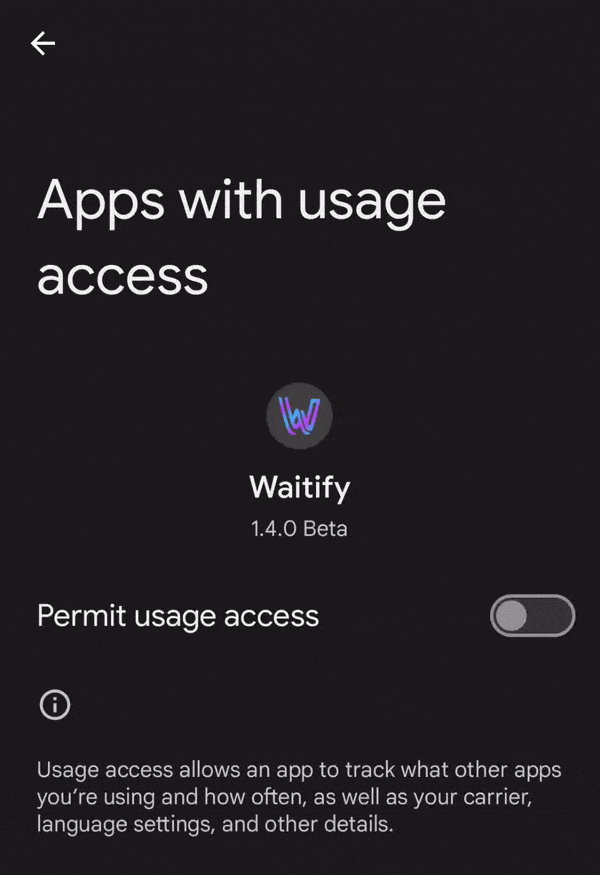 Apps with usage
access
Waitify
1.4.0 Beta
Permit usage access
Usage access allows an app to track what other apps
you’re using and how often, as well as your carrier,
language settings, and other details.